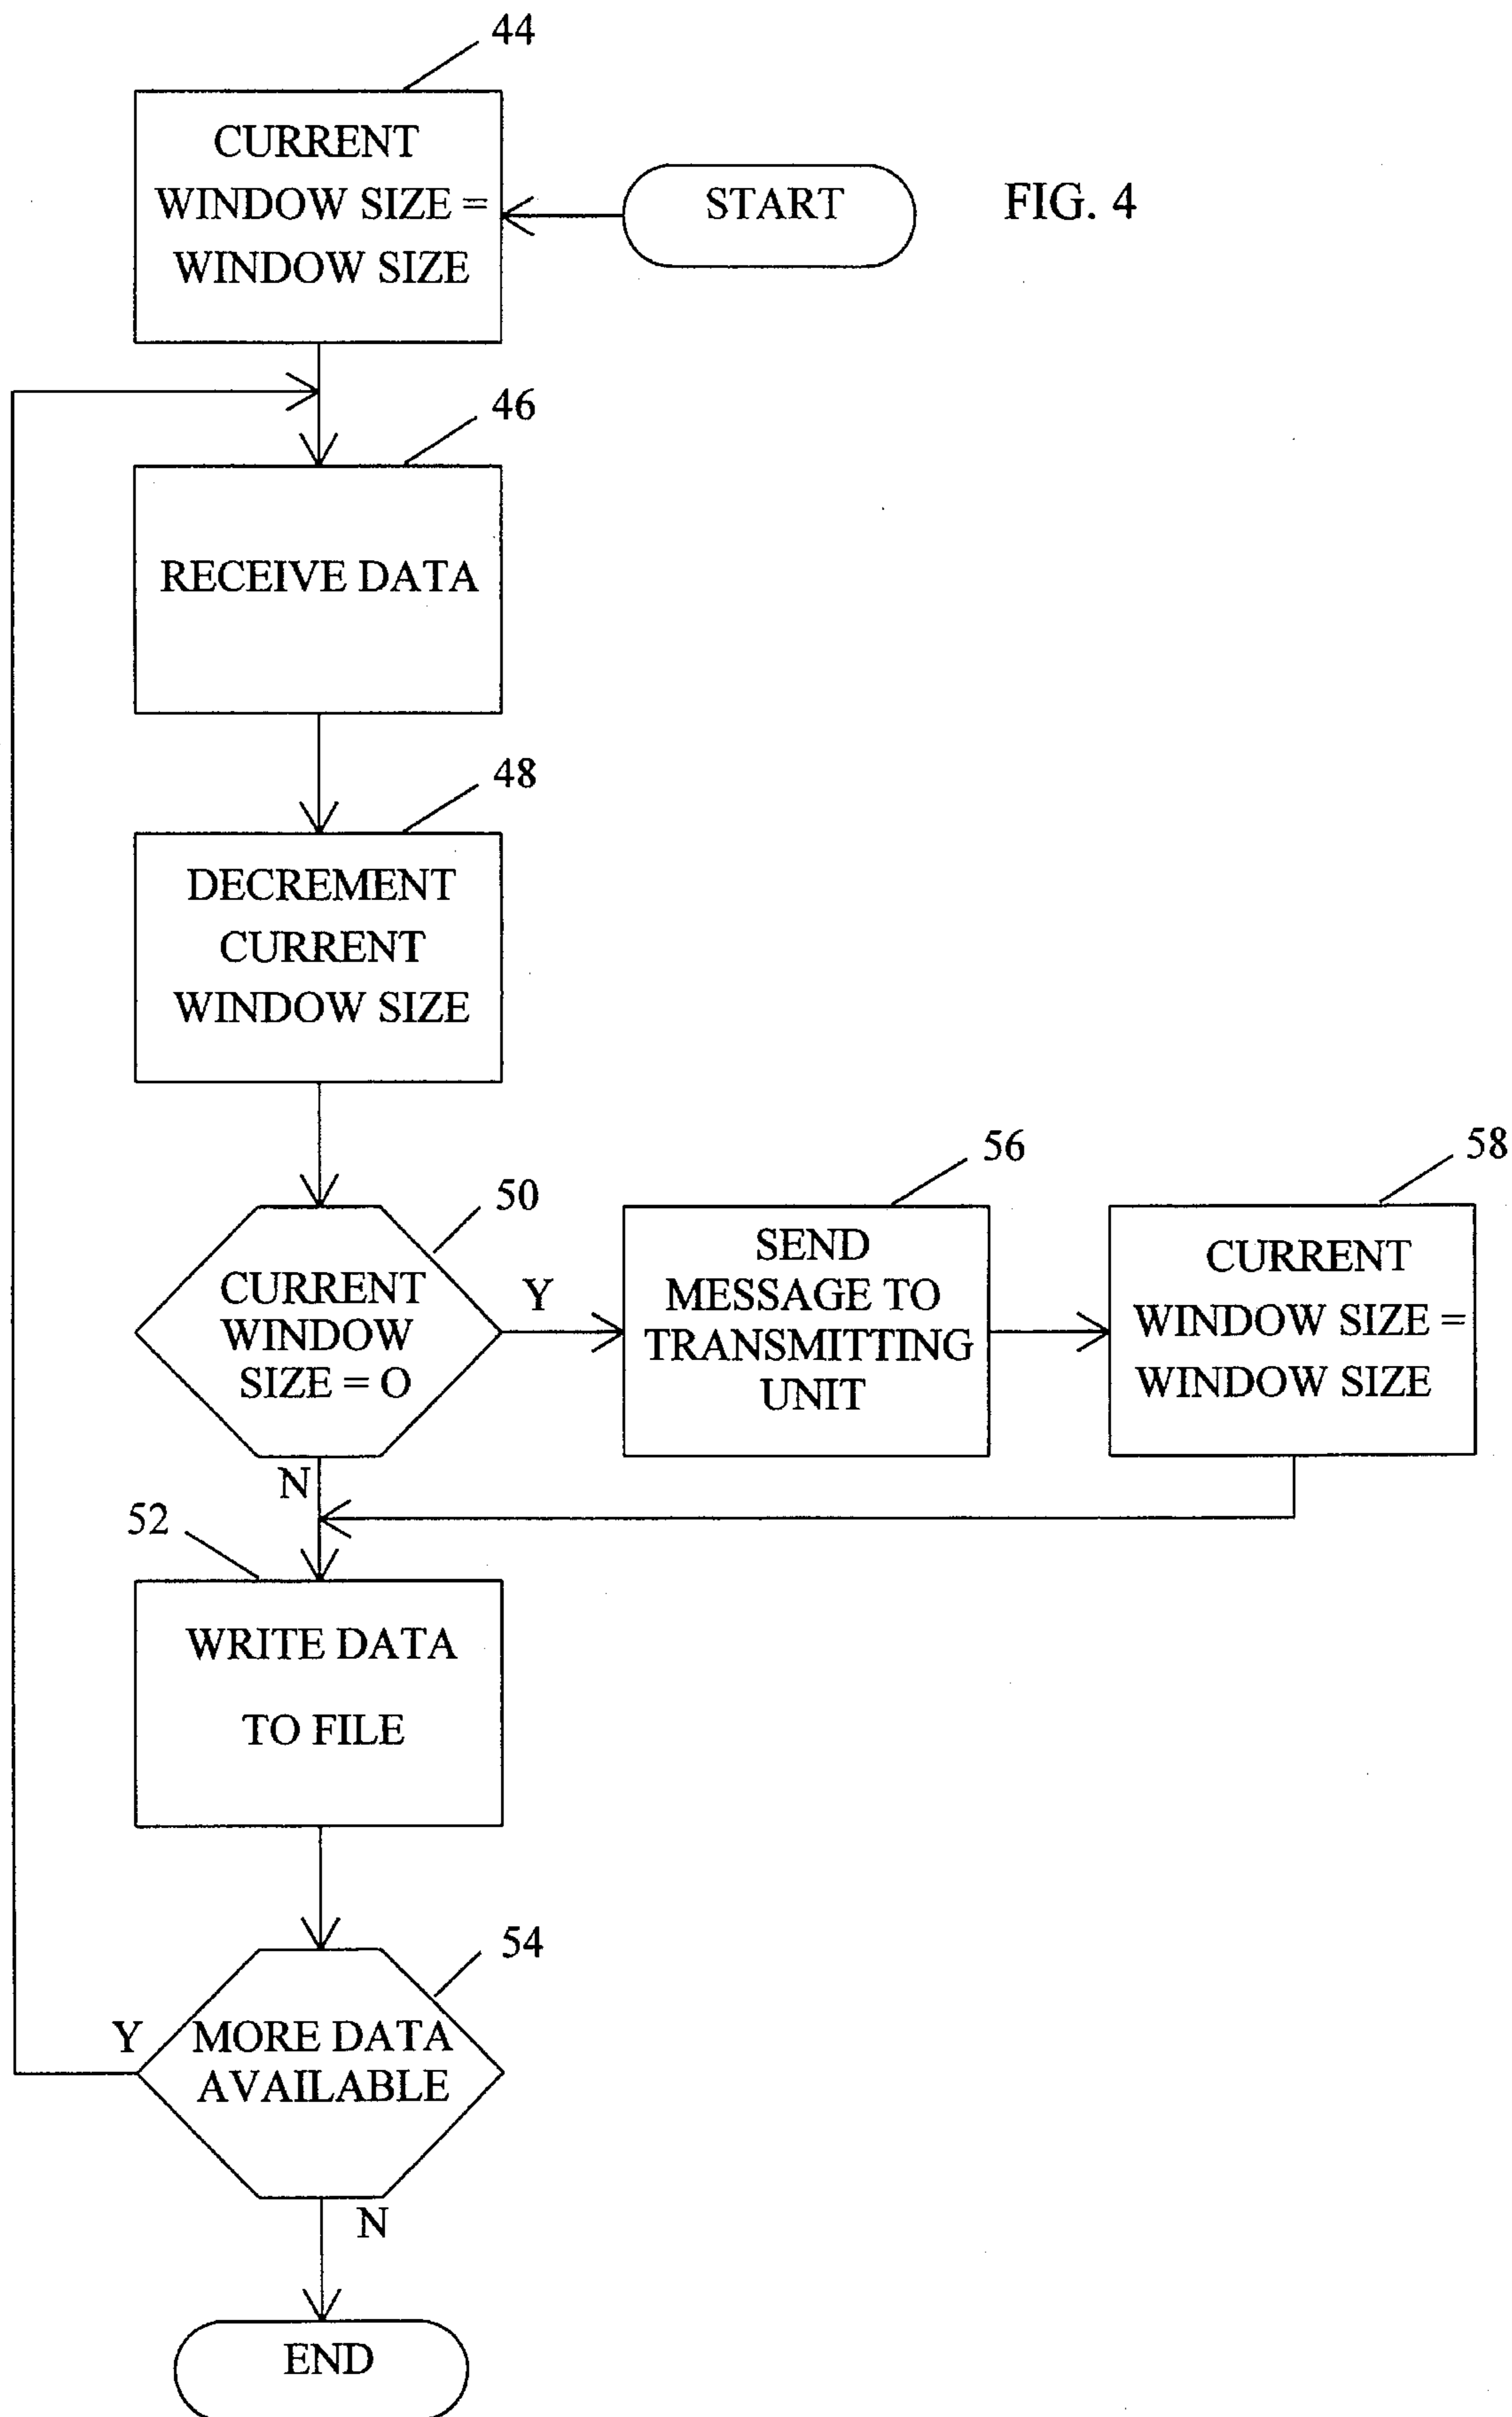 44
CURRENT
WINDOW SIZE =
WINDOW SIZE
START
FIG. 4
46
RECEIVE DATA
48
DECREMENT
CURRENT
WINDOW SIZE
50
CURRENT
WINDOW
SIZE = O
Y
N
56
SEND
MESSAGE TO
TRANSMITTING
UNIT
58
CURRENT
WINDOW SIZE =
WINDOW SIZE
52
WRITE DATA
TO FILE
54
MORE DATA
AVAILABLE
Y
N
END